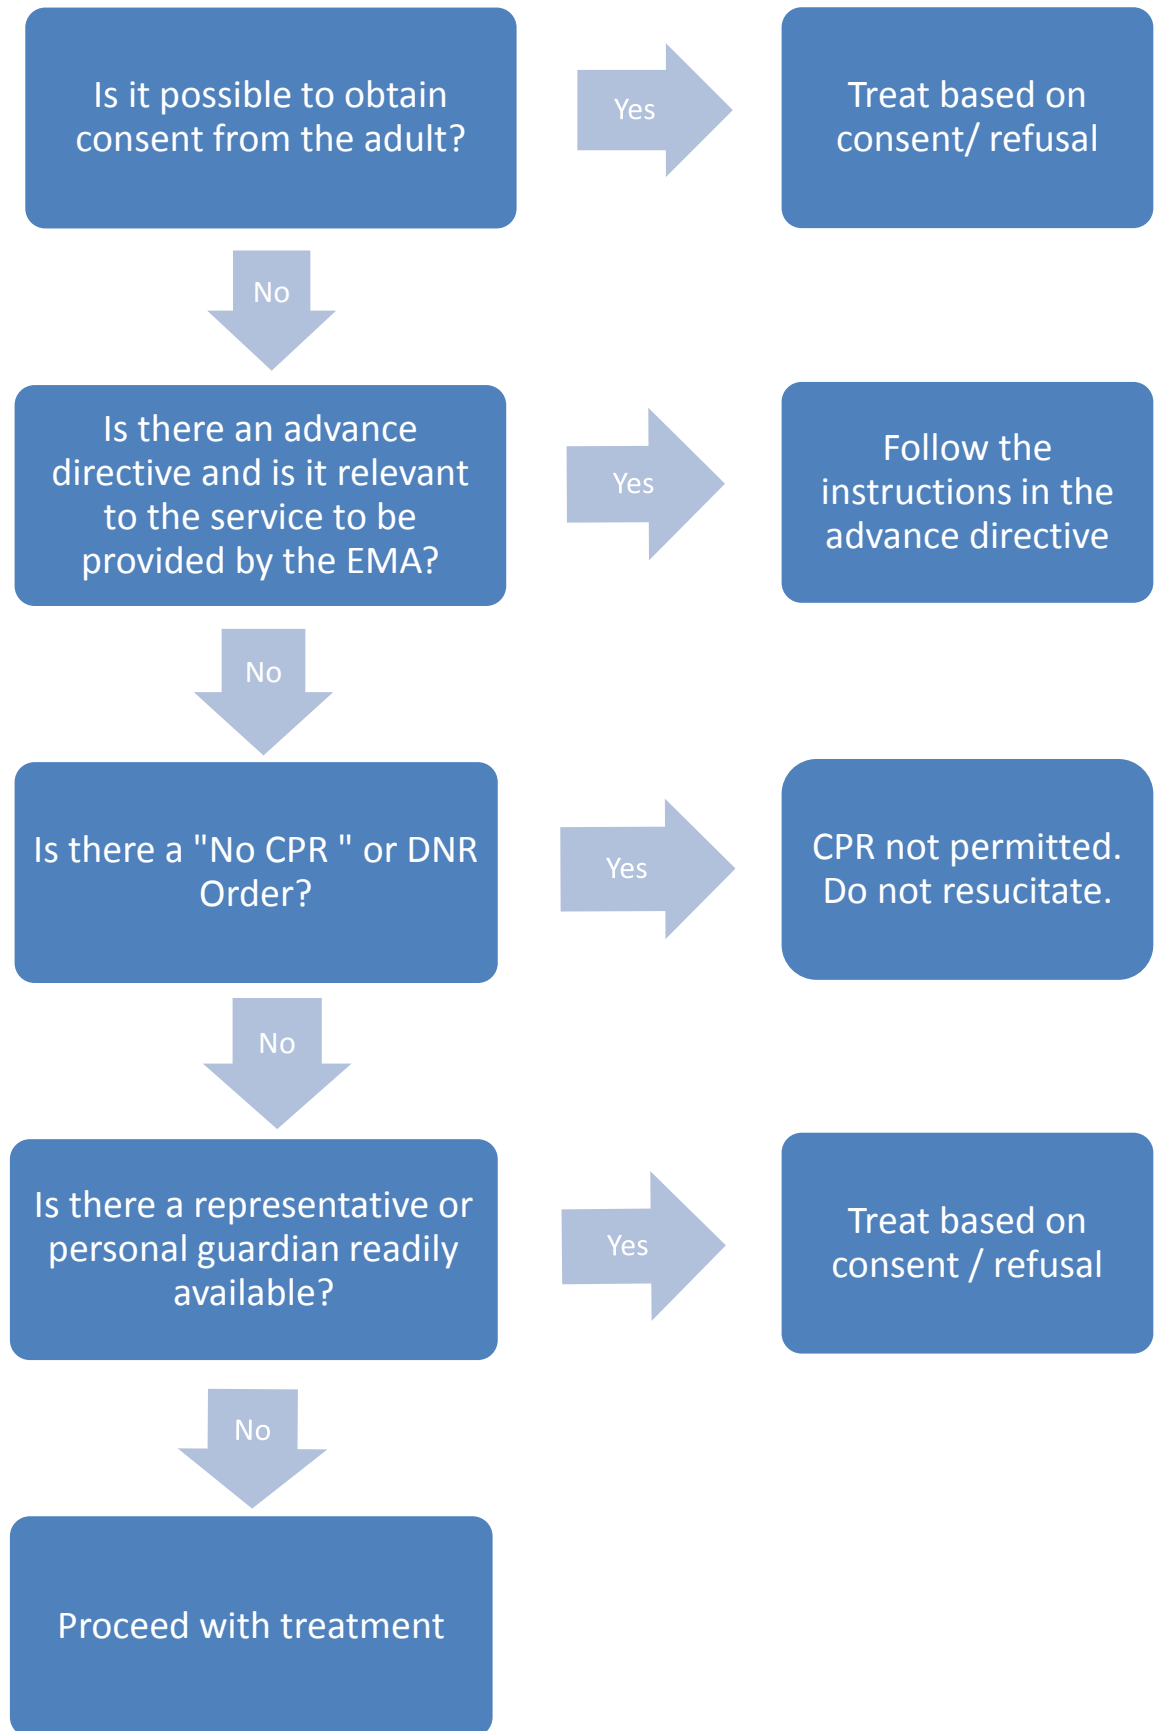 Is it possible to obtain
consent from the adult?
Yes
Treat based on
consent/ refusal
No
Is there an advance
directive and is it relevant
to the service to be
provided by the EMA?
Yes
Follow the
instructions in the
advance directive
No
Is there a "No CPR " or DNR
Order?
Yes
CPR not permitted.
Do not resucitate.
No
Is there a representative or
personal guardian readily
available?
Yes
Treat based on
consent / refusal
No
Proceed with treatment